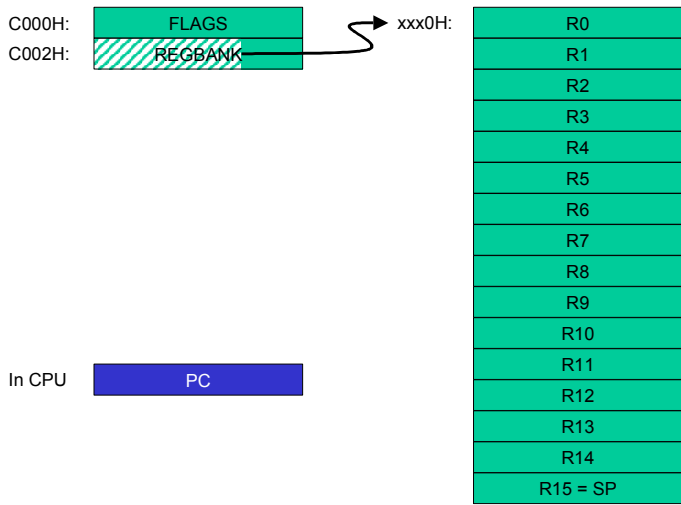 C000H: FLAGS xxx0H: R0
C002H: REGBANK R1
R2
R3
R4
R5
R6
R7
R8
R9
R10
In CPU PC R11
R12
R13
R14
R15 = SP